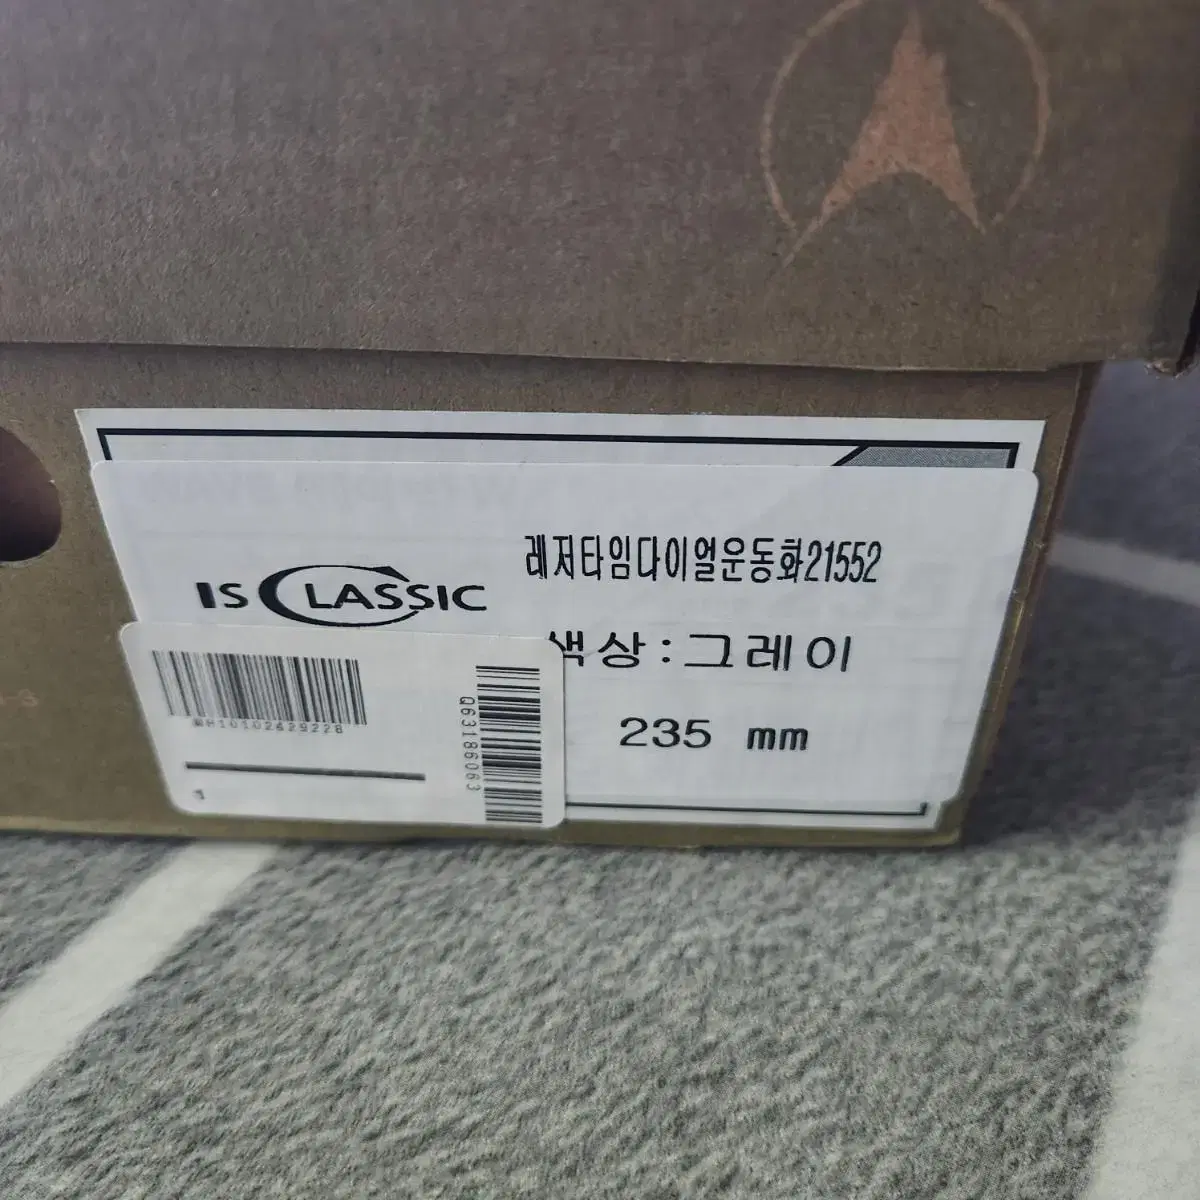 레저타임다이얼운동화21552
IS CLASSIC
색상:그레이
235 mm
WH10102429228
Q63186063